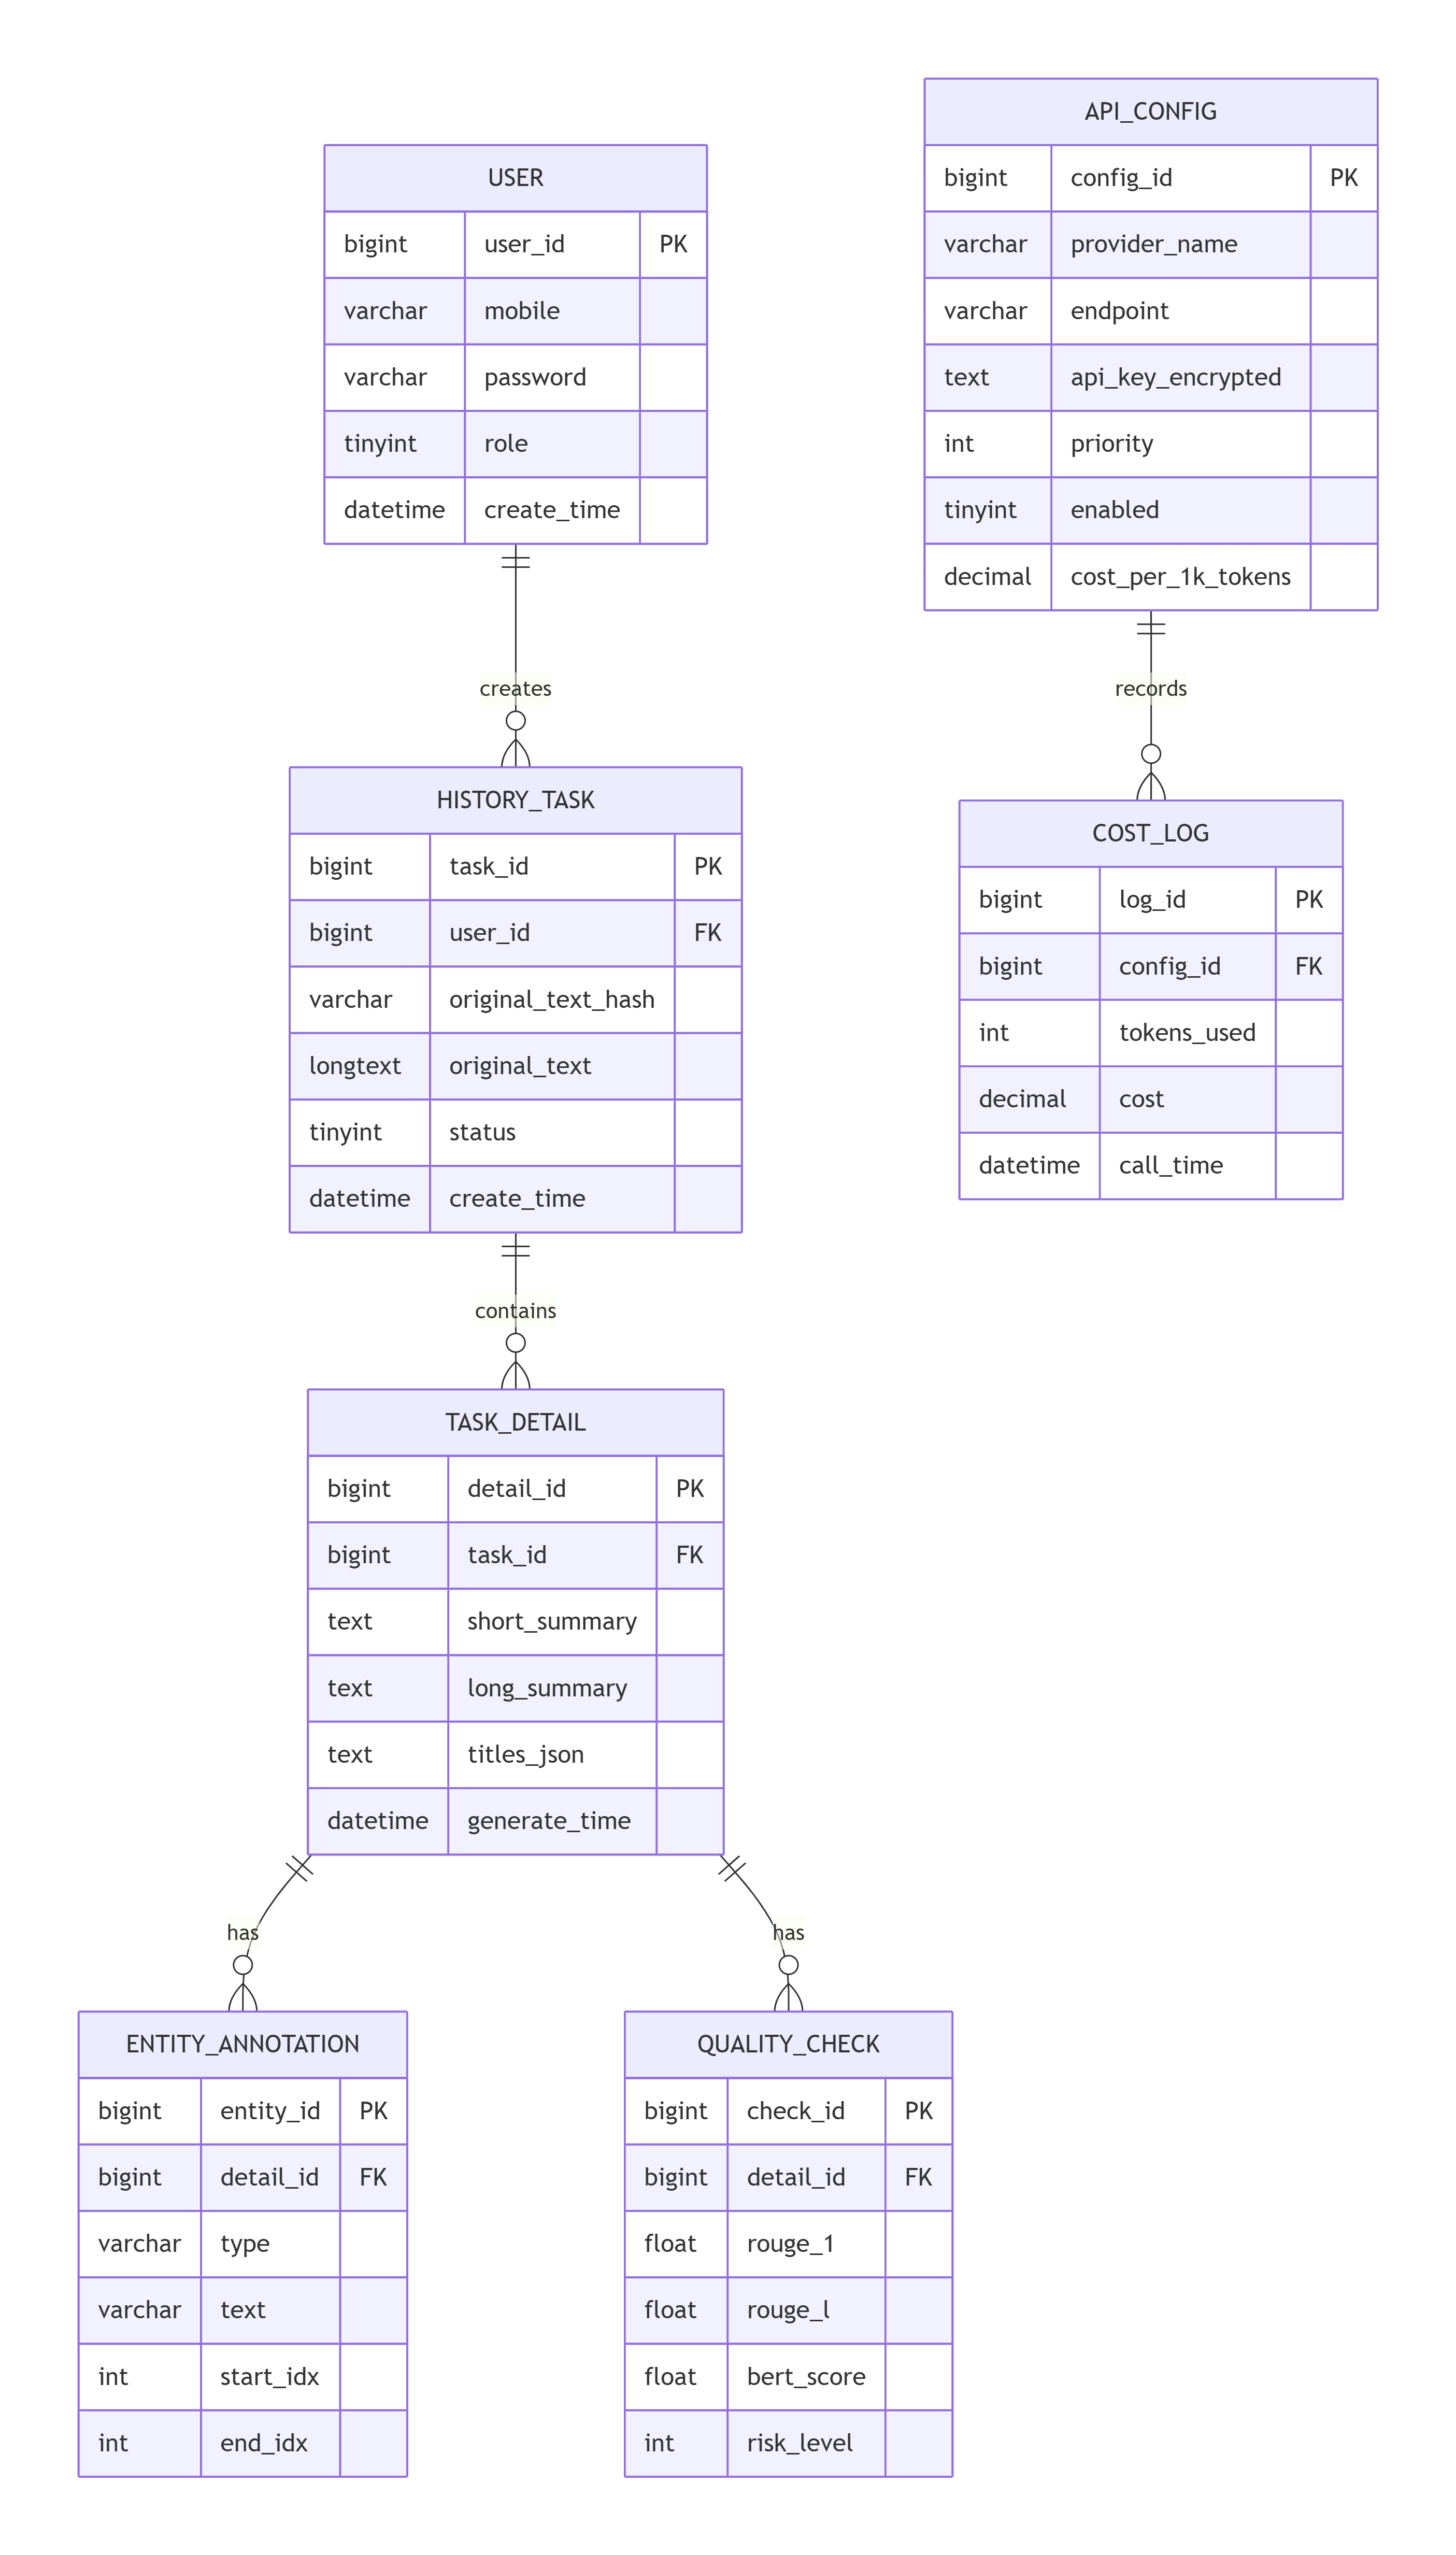 USER
bigint user_id PK
varchar mobile
varchar password
tinyint role
datetime create_time
creates
HISTORY_TASK
bigint task_id PK
bigint user_id FK
varchar original_text_hash
longtext original_text
tinyint status
datetime create_time
contains
TASK_DETAIL
bigint detail_id PK
bigint task_id FK
text short_summary
text long_summary
text titles_json
datetime generate_time
has
has
ENTITY_ANNOTATION
bigint entity_id PK
bigint detail_id FK
varchar type
varchar text
int start_idx
int end_idx
QUALITY_CHECK
bigint check_id PK
bigint detail_id FK
float rouge_1
float rouge_l
float bert_score
int risk_level
API_CONFIG
bigint config_id PK
varchar provider_name
varchar endpoint
text api_key_encrypted
int priority
tinyint enabled
decimal cost_per_1k_tokens
records
COST_LOG
bigint log_id PK
bigint config_id FK
int tokens_used
decimal cost
datetime call_time